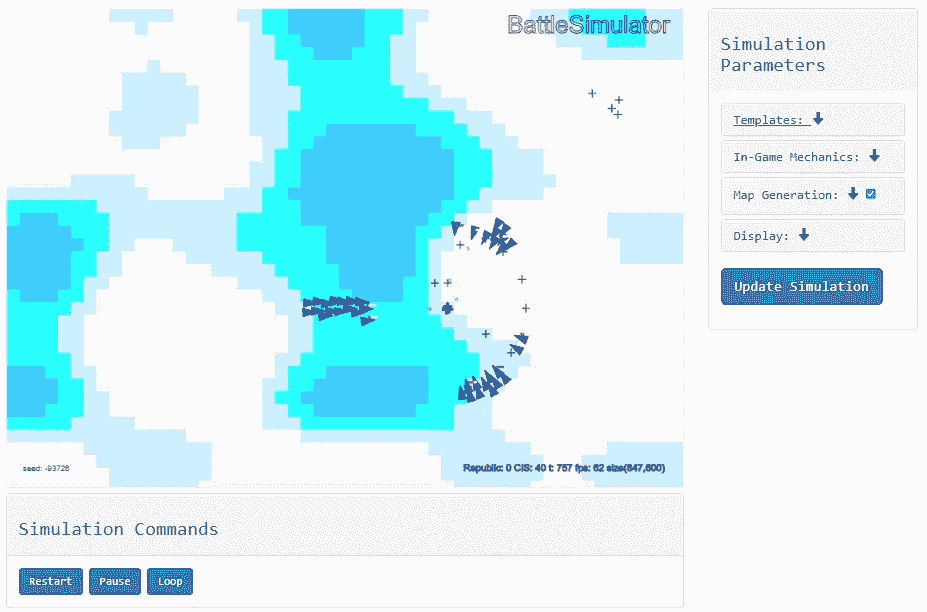 BattleSimulator
seed: -93726
Republic: 0 CIS: 40 t: 757 fps: 62 size(847,600)
Simulation Parameters
Templates:
In-Game Mechanics:
Map Generation:
Display:
Update Simulation
Simulation Commands
Restart Pause Loop